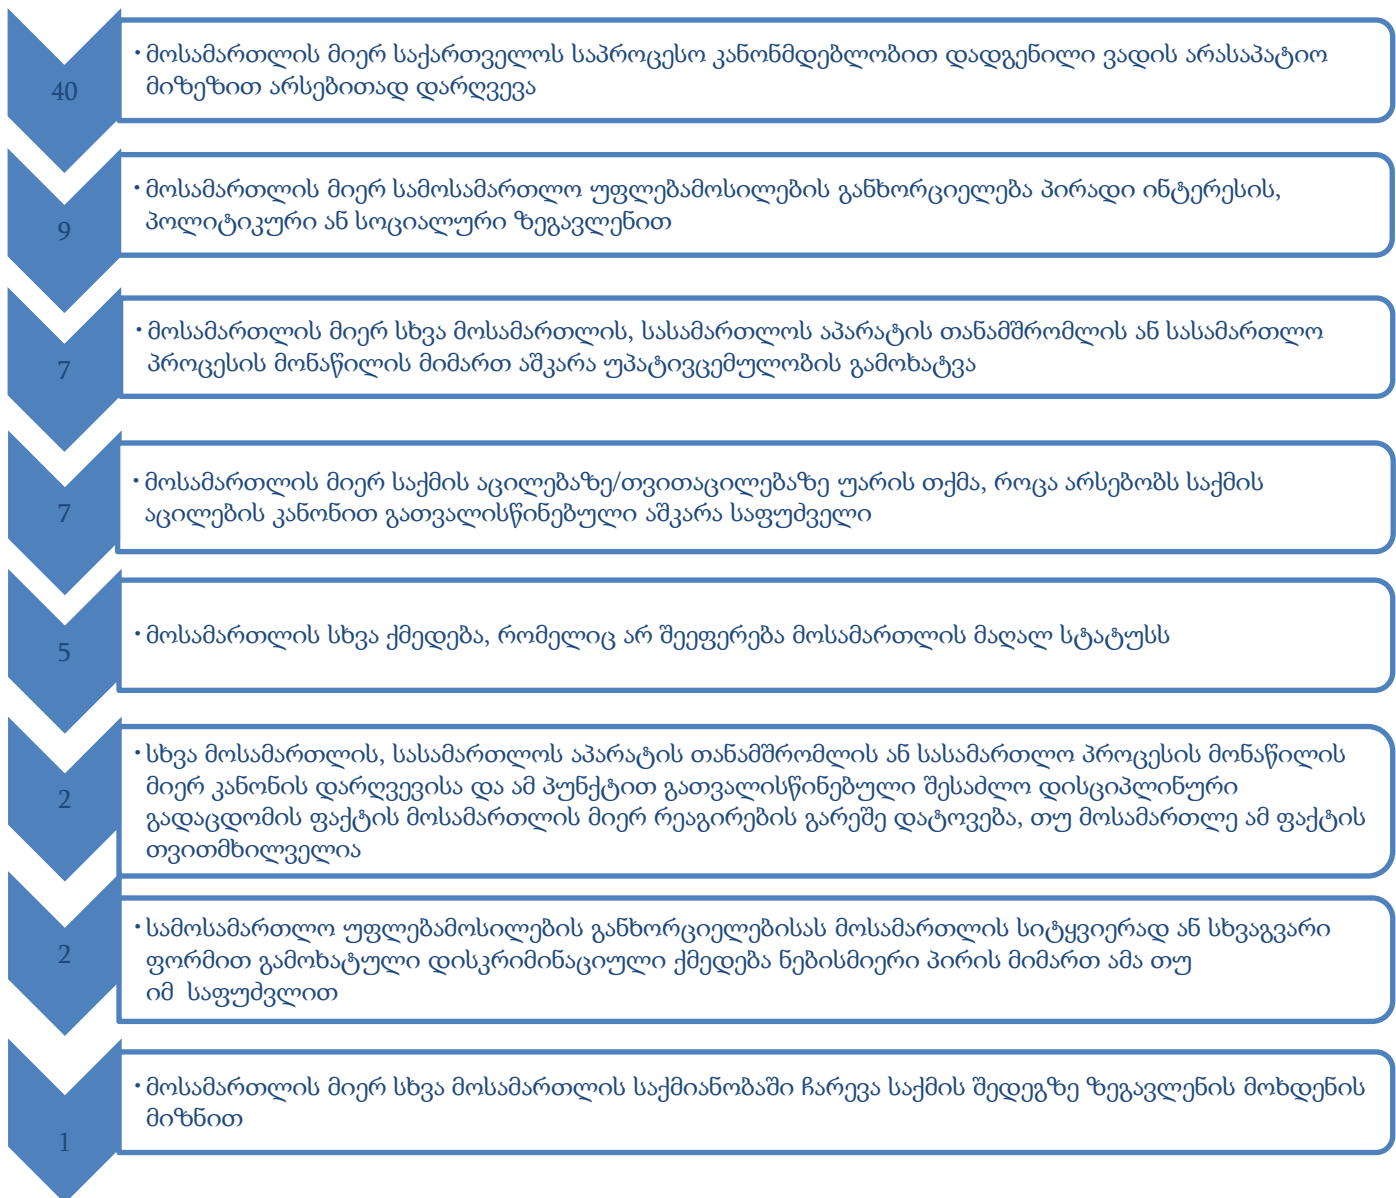 40
· მოსამართლის მიერ საქართველოს საპროცესო კანონმდებლობით დადგენილი ვადის არასაპატიო
მიზეზით არსებითად დარღვევა
9
· მოსამართლის მიერ სამოსამართლო უფლებამოსილების განხორციელება პირადი ინტერესის,
პოლიტიკური ან სოციალური ზეგავლენით
7
· მოსამართლის მიერ სხვა მოსამართლის, სასამართლოს აპარატის თანამშრომლის ან სასამართლო
პროცესის მონაწილის მიმართ აშკარა უპატივცემულობის გამოხატვა
7
· მოსამართლის მიერ საქმის აცილებაზე/თვითაცილებაზე უარის თქმა, როცა არსებობს საქმის
აცილების კანონით გათვალისწინებული აშკარა საფუძველი
5
· მოსამართლის სხვა ქმედება, რომელიც არ შეეფერება მოსამართლის მაღალ სტატუსს
2
· სხვა მოსამართლის, სასამართლოს აპარატის თანამშრომლის ან სასამართლო პროცესის მონაწილის
მიერ კანონის დარღვევისა და ამ პუნქტით გათვალისწინებული შესაძლო დისციპლინური
გადაცდომის ფაქტის მოსამართლის მიერ რეაგირების გარეშე დატოვება, თუ მოსამართლე ამ ფაქტის
თვითმხილველია
2
· სამოსამართლო უფლებამოსილების განხორციელებისას მოსამართლის სიტყვიერად ან სხვაგვარი
ფორმით გამოხატული დისკრიმინაციული ქმედება ნებისმიერი პირის მიმართ ამა თუ
იმ საფუძვლით
1
· მოსამართლის მიერ სხვა მოსამართლის საქმიანობაში ჩარევა საქმის შედეგზე ზეგავლენის მოხდენის
მიზნით